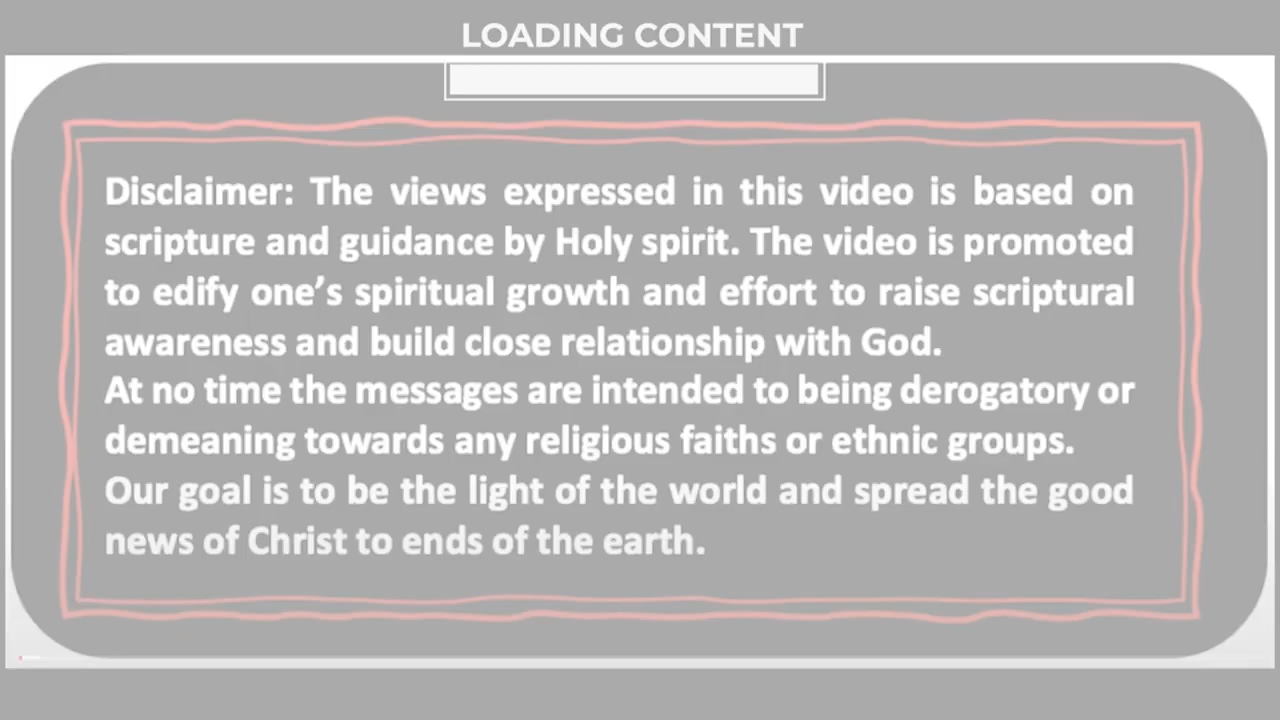 LOADING CONTENT
Disclaimer: The views expressed in this video is based on
scripture and guidance by Holy spirit. The video is promoted
to edify one’s spiritual growth and effort to raise scriptural
awareness and build close relationship with God.
At no time the messages are intended to being derogatory or
demeaning towards any religious faiths or ethnic groups.
Our goal is to be the light of the world and spread the good
news of Christ to ends of the earth.